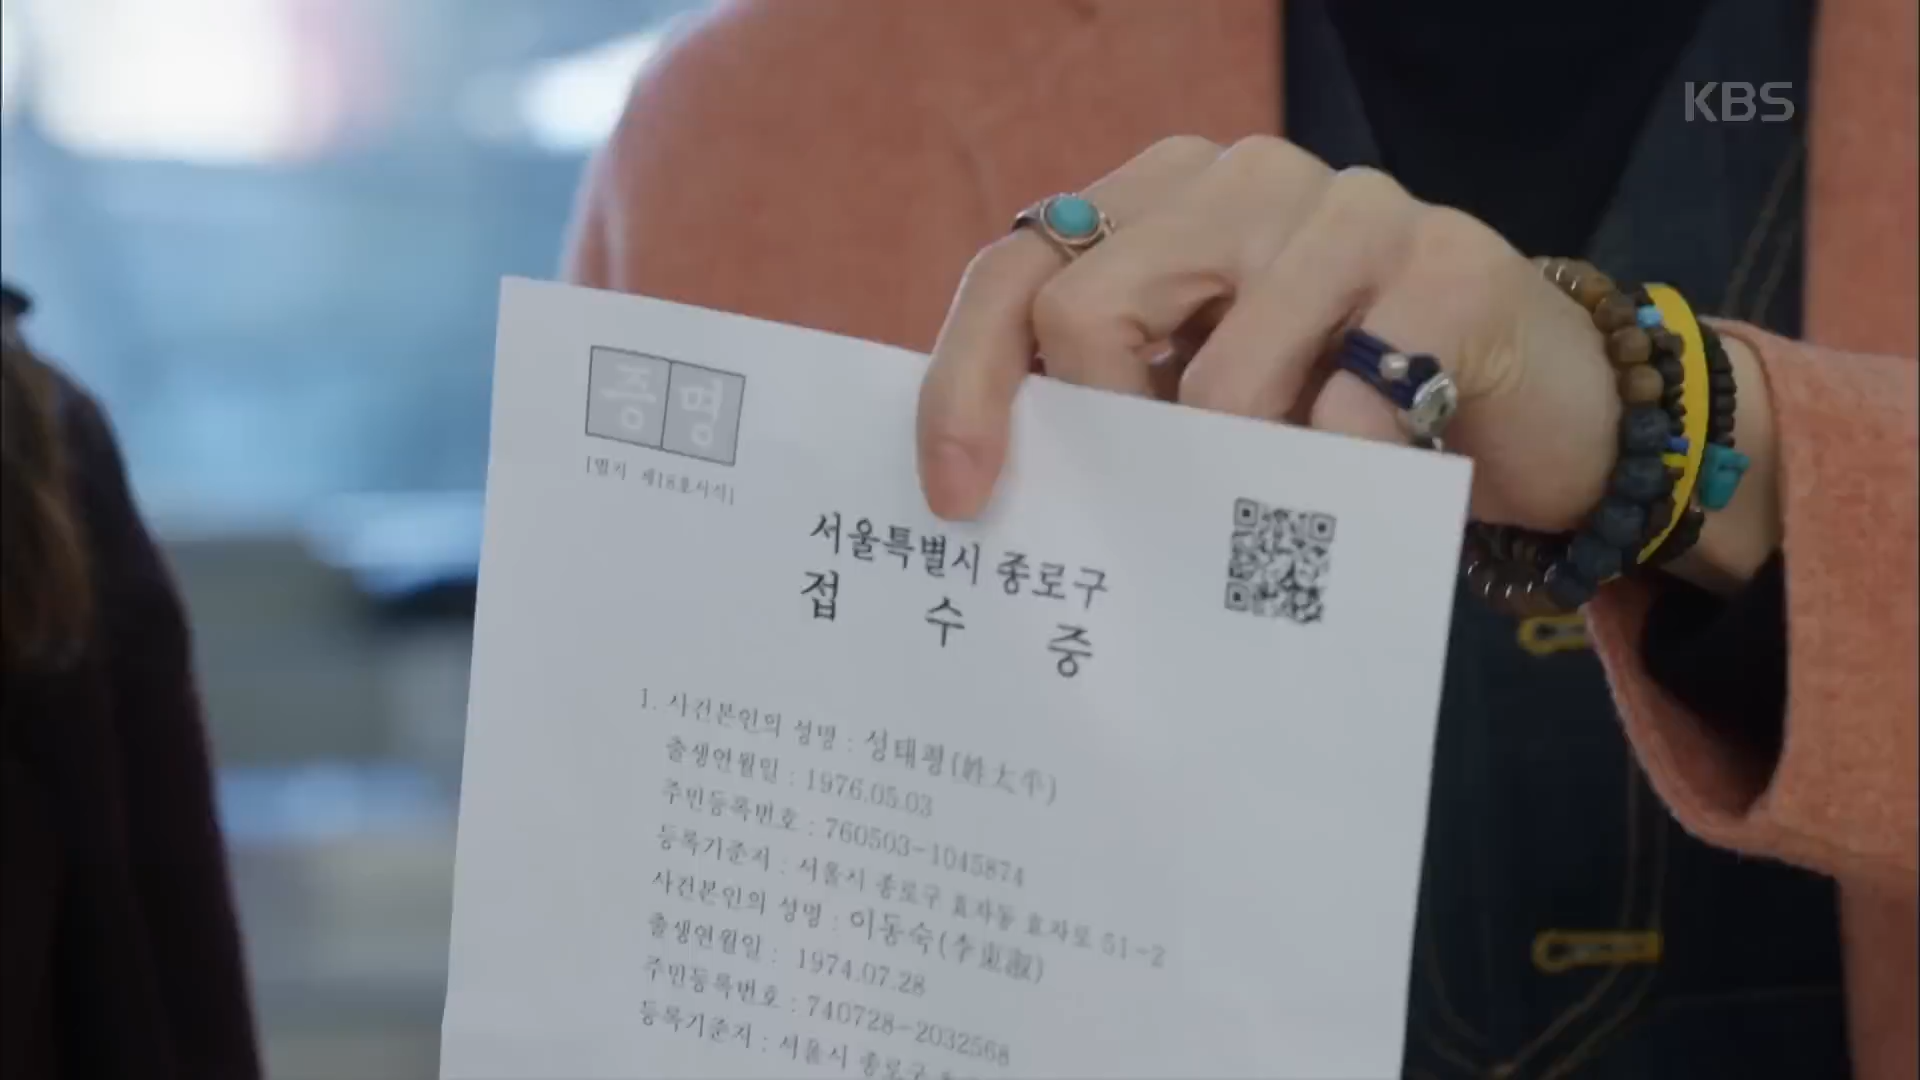 KBS
증명
[별지 제18호서식]
서울특별시 종로구
접 수 증
1. 사건본인의 성명 : 성태평(姓太平)
출생연월일 : 1976.05.03
주민등록번호 : 760503-1045874
등록기준지 : 서울시 종로구 효자동 효자로 51-2
사건본인의 성명 : 이동숙(李東淑)
출생연월일 : 1974.07.28
주민등록번호 : 740728-2032568
등록기준지 : 서울시 종로구